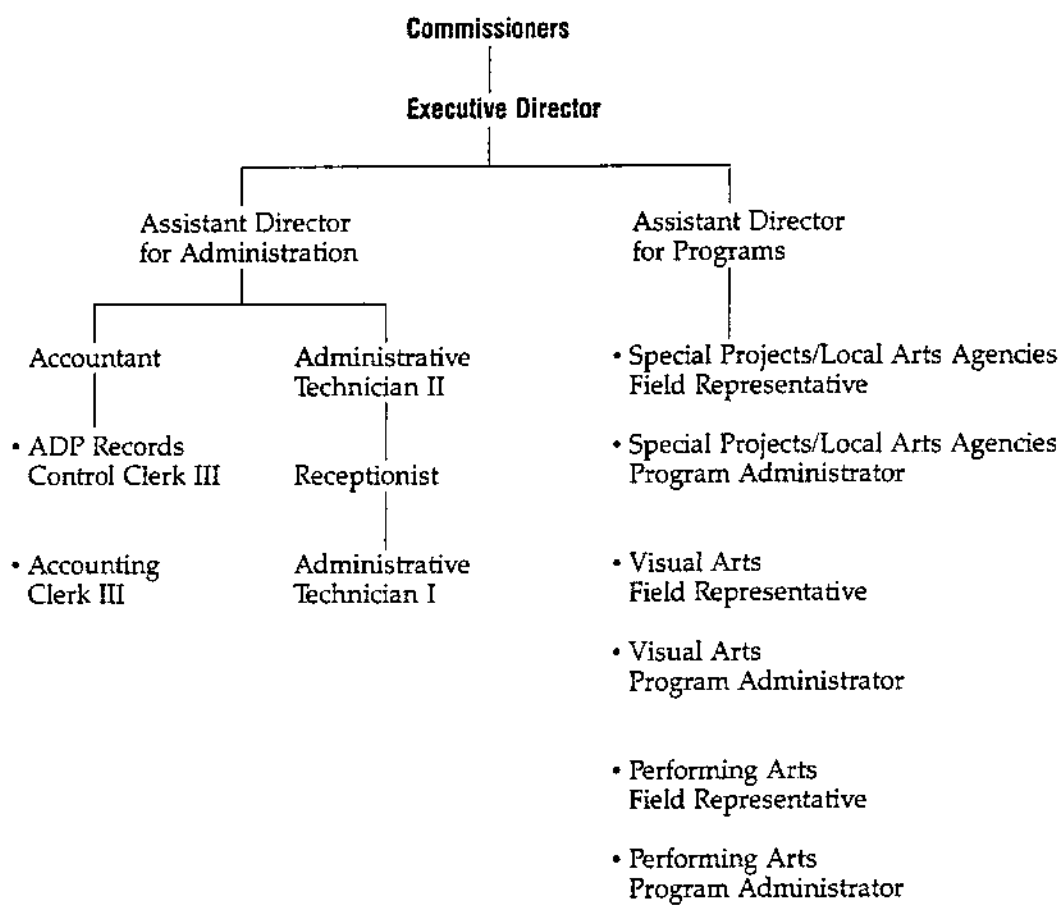 Commissioners
Executive Director
Assistant Director
for Administration
Assistant Director
for Programs
Accountant
• ADP Records
Control Clerk III
• Accounting
Clerk III
Administrative
Technician II
Receptionist
Administrative
Technician I
• Special Projects/Local Arts Agencies
Field Representative
• Special Projects/Local Arts Agencies
Program Administrator
• Visual Arts
Field Representative
• Visual Arts
Program Administrator
• Performing Arts
Field Representative
• Performing Arts
Program Administrator